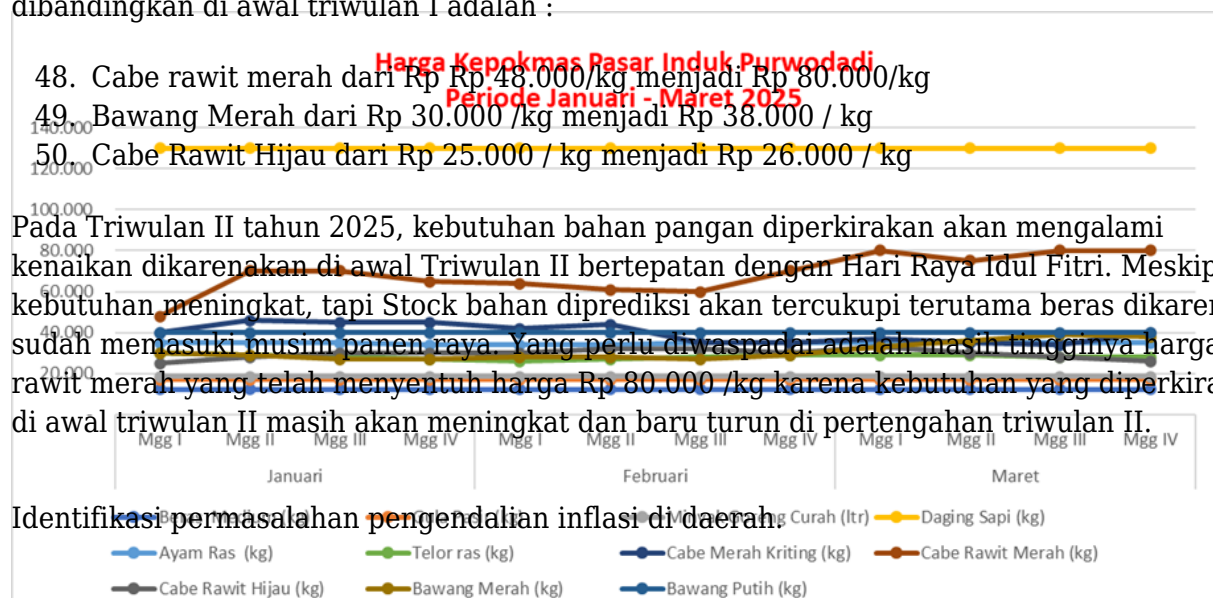 dibandingkan di awal triwulan I adalah :
Harga Kepokmas Pasar Induk Purwodadi
Periode Januari - Maret 2025
48. Cabe rawit merah dari Rp Rp 48.000/kg menjadi Rp 80.000/kg
49. Bawang Merah dari Rp 30.000 /kg menjadi Rp 38.000 / kg
50. Cabe Rawit Hijau dari Rp 25.000 / kg menjadi Rp 26.000 / kg
140.000
120.000
100.000
80.000
60.000
40.000
20.000
-
Pada Triwulan II tahun 2025, kebutuhan bahan pangan diperkirakan akan mengalami
kenaikan dikarenakan di awal Triwulan II bertepatan dengan Hari Raya Idul Fitri. Meskip
kebutuhan meningkat, tapi Stock bahan diprediksi akan tercukupi terutama beras dikaren
sudah memasuki musim panen raya. Yang perlu diwaspadai adalah masih tingginya harga
rawit merah yang telah menyentuh harga Rp 80.000 /kg karena kebutuhan yang diperkira
di awal triwulan II masih akan meningkat dan baru turun di pertengahan triwulan II.
Mgg I Mgg II Mgg III Mgg IV Mgg I Mgg II Mgg III Mgg IV Mgg I Mgg II Mgg III Mgg IV
Januari Februari Maret
Identifikasi permasalahan pengendalian inflasi di daerah.
Beras Medium (kg) Gula Pasir (kg) Minyak Goreng Curah (ltr) Daging Sapi (kg)
Ayam Ras (kg) Telor ras (kg) Cabe Merah Kriting (kg) Cabe Rawit Merah (kg)
Cabe Rawit Hijau (kg) Bawang Merah (kg) Bawang Putih (kg)